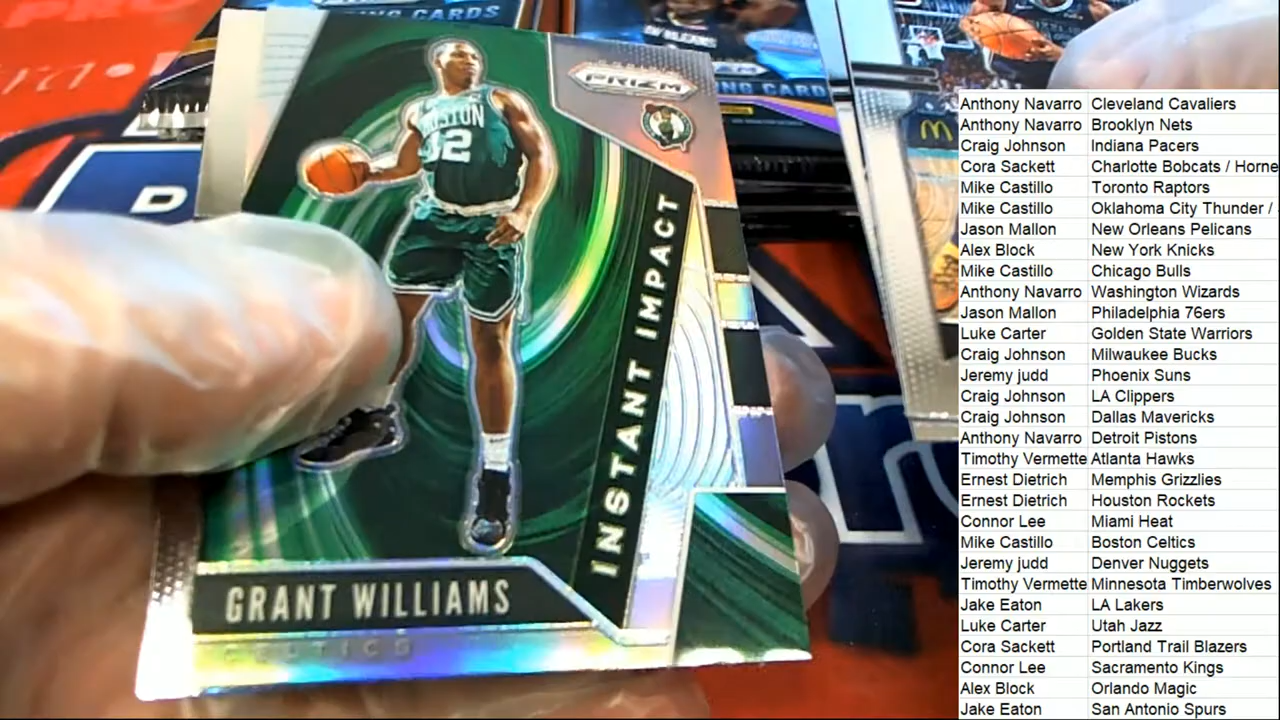 ING CARDS
PRIZM
ING CARD
BOSTON
12
INSTANT IMPACT
GRANT WILLIAMS
CELTICS
D
Anthony Navarro Cleveland Cavaliers
Anthony Navarro Brooklyn Nets
Craig Johnson Indiana Pacers
Cora Sackett Charlotte Bobcats / Horne
Mike Castillo Toronto Raptors
Mike Castillo Oklahoma City Thunder /
Jason Mallon New Orleans Pelicans
Alex Block New York Knicks
Mike Castillo Chicago Bulls
Anthony Navarro Washington Wizards
Jason Mallon Philadelphia 76ers
Luke Carter Golden State Warriors
Craig Johnson Milwaukee Bucks
Jeremy judd Phoenix Suns
Craig Johnson LA Clippers
Craig Johnson Dallas Mavericks
Anthony Navarro Detroit Pistons
Timothy Vermette Atlanta Hawks
Ernest Dietrich Memphis Grizzlies
Ernest Dietrich Houston Rockets
Connor Lee Miami Heat
Mike Castillo Boston Celtics
Jeremy judd Denver Nuggets
Timothy Vermette Minnesota Timberwolves
Jake Eaton LA Lakers
Luke Carter Utah Jazz
Cora Sackett Portland Trail Blazers
Connor Lee Sacramento Kings
Alex Block Orlando Magic
Jake Eaton San Antonio Spurs